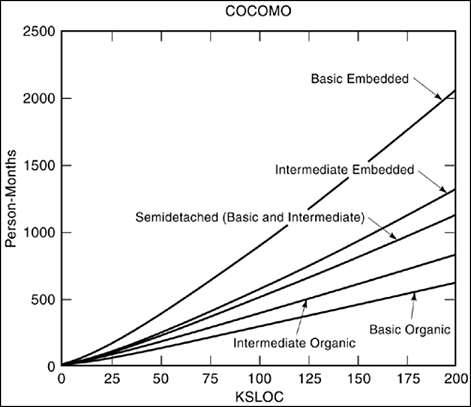 COCOMO
2500
2000
1500
1000
500
0
Person-Months
Basic Embedded
Intermediate Embedded
Semidetached (Basic and Intermediate)
Intermediate Organic
Basic Organic
0 25 50 75 100 125 150 175 200
KSLOC